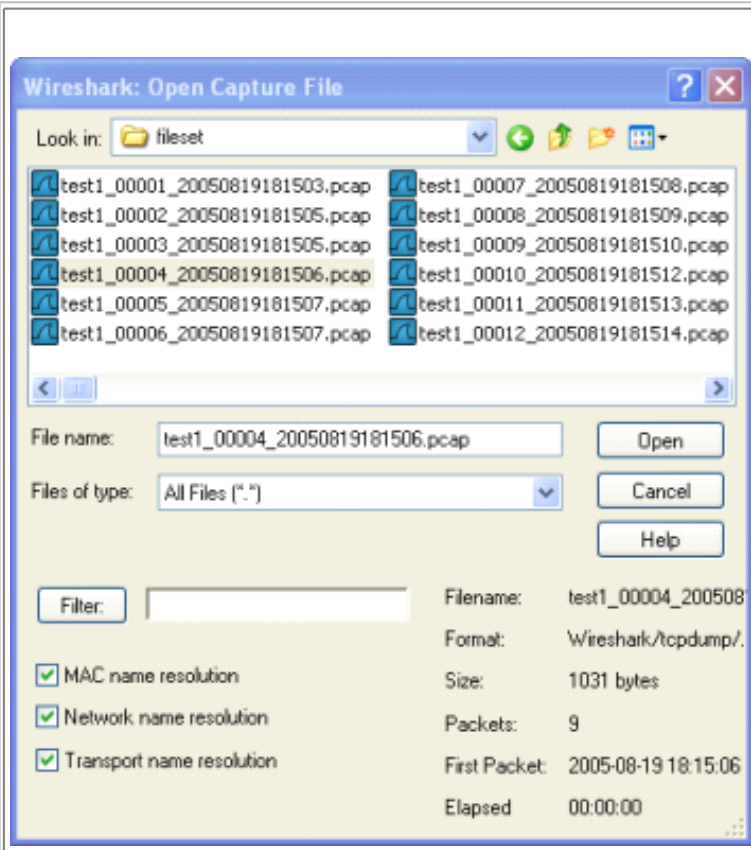 Wireshark: Open Capture File
Look in: fileset
test1_00001_20050819181503.pcap
test1_00002_20050819181505.pcap
test1_00003_20050819181505.pcap
test1_00004_20050819181506.pcap
test1_00005_20050819181507.pcap
test1_00006_20050819181507.pcap
test1_00007_20050819181508.pcap
test1_00008_20050819181509.pcap
test1_00009_20050819181510.pcap
test1_00010_20050819181512.pcap
test1_00011_20050819181513.pcap
test1_00012_20050819181514.pcap
File name: test1_00004_20050819181506.pcap Open
Files of type: All Files (*.*) Cancel
Help
Filter:
MAC name resolution
Network name resolution
Transport name resolution
Filename: test1_00004_200508
Format: Wireshark/tcpdump/.
Size: 1031 bytes
Packets: 9
First Packet: 2005-08-19 18:15:06
Elapsed 00:00:00